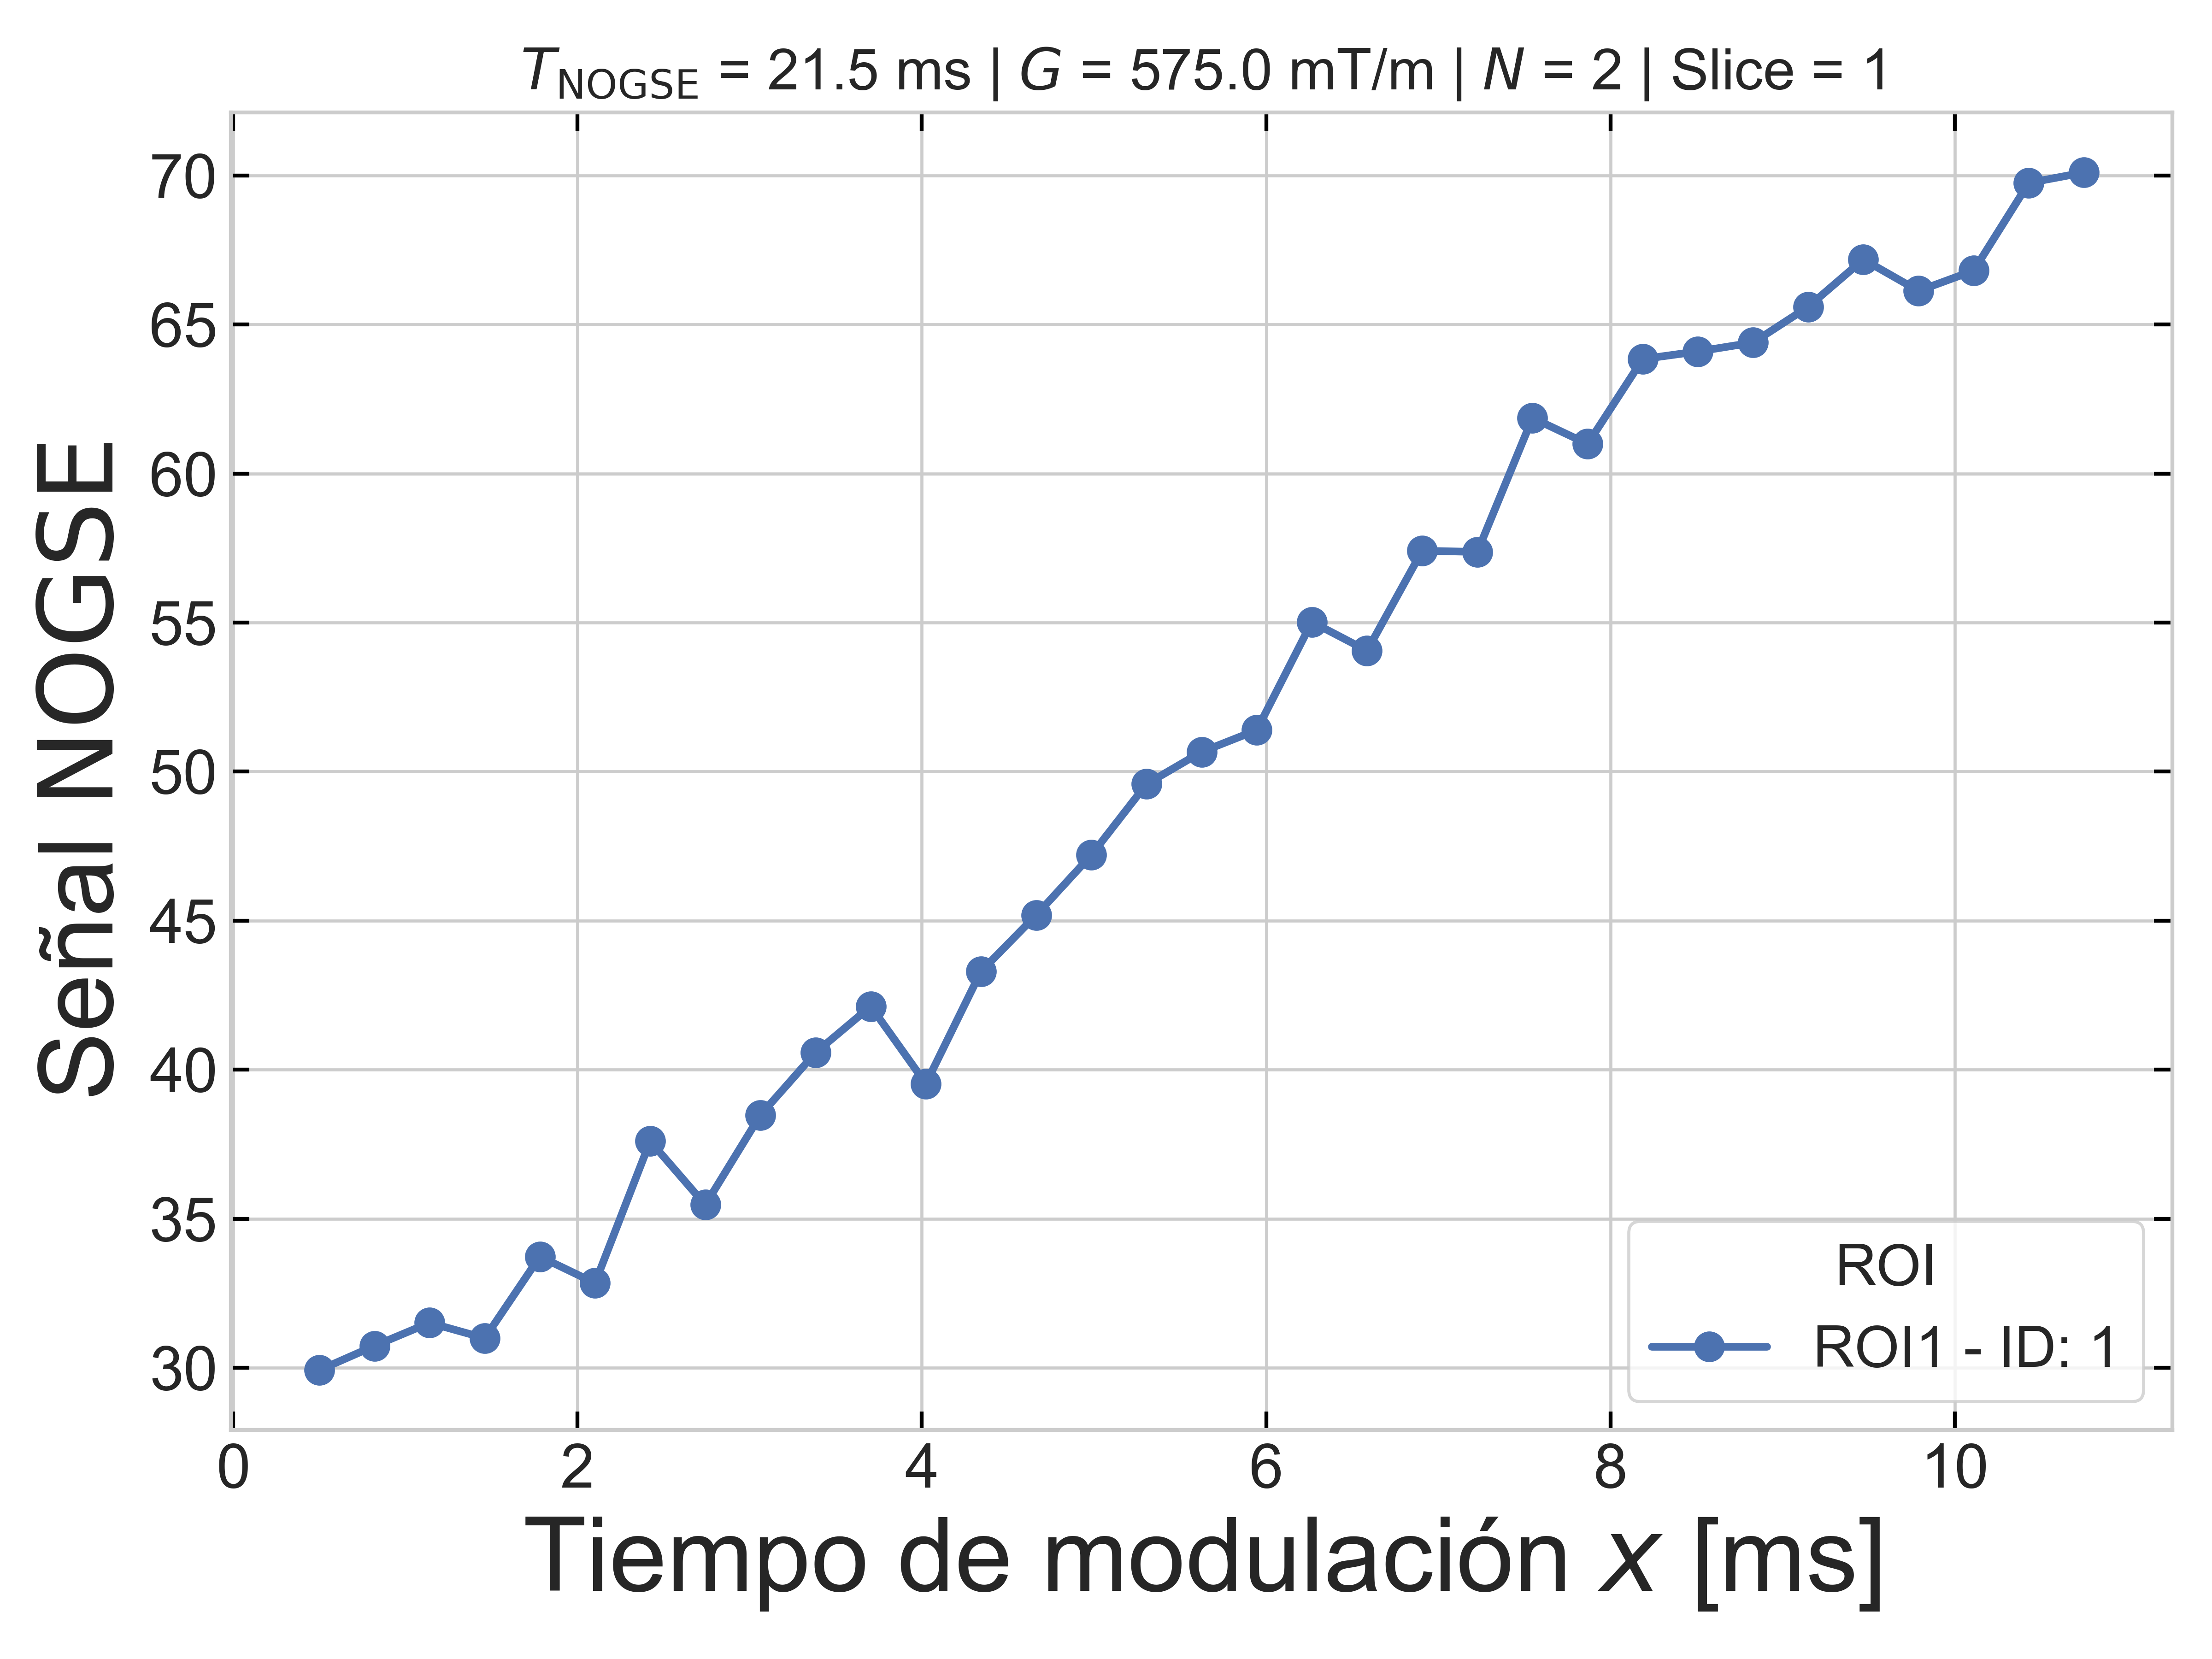 T_NOGSE = 21.5 ms | G = 575.0 mT/m | N = 2 | Slice = 1
Señal NOGSE
70
65
60
55
50
45
40
35
30
ROI
ROI1 - ID: 1
0 2 4 6 8 10
Tiempo de modulación x [ms]